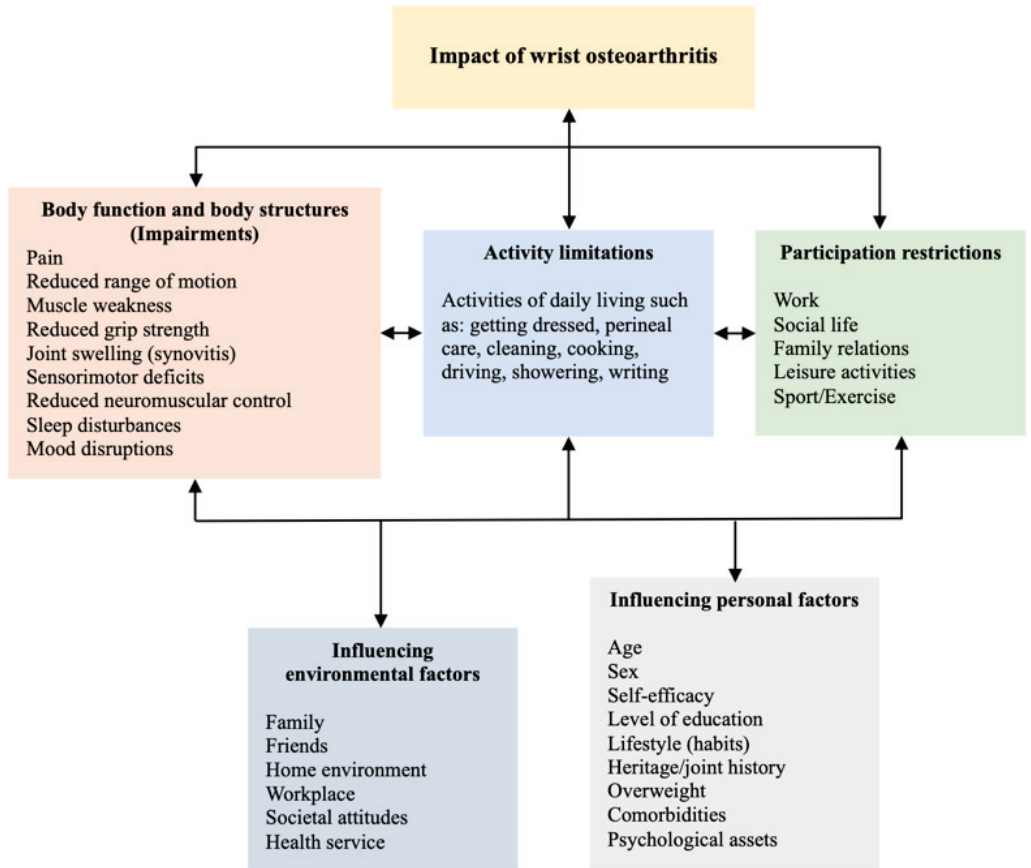 Impact of wrist osteoarthritis
Body function and body structures
(Impairments)
Pain
Reduced range of motion
Muscle weakness
Reduced grip strength
Joint swelling (synovitis)
Sensorimotor deficits
Reduced neuromuscular control
Sleep disturbances
Mood disruptions
Activity limitations
Activities of daily living such
as: getting dressed, perineal
care, cleaning, cooking,
driving, showering, writing
Participation restrictions
Work
Social life
Family relations
Leisure activities
Sport/Exercise
Influencing
environmental factors
Family
Friends
Home environment
Workplace
Societal attitudes
Health service
Influencing personal factors
Age
Sex
Self-efficacy
Level of education
Lifestyle (habits)
Heritage/joint history
Overweight
Comorbidities
Psychological assets